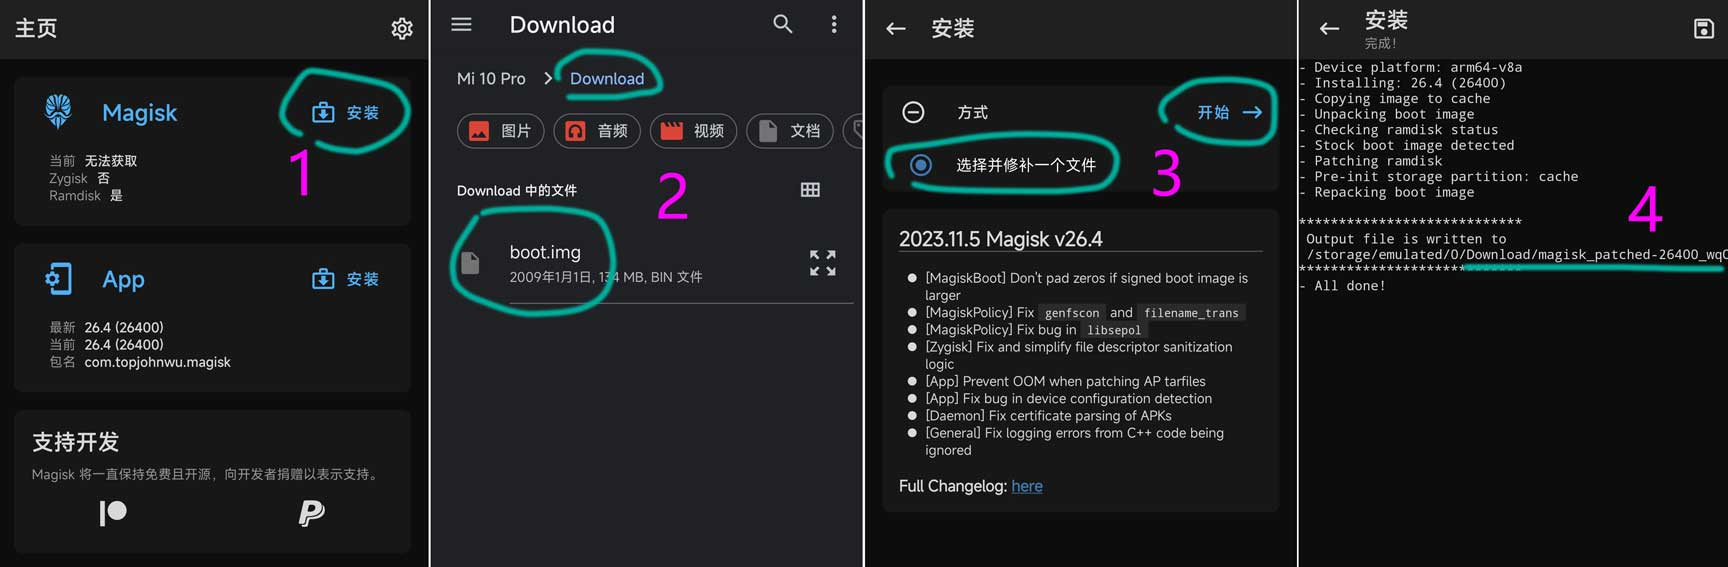 主页
Magisk
安装
当前 无法获取
Zygisk 否
Ramdisk 是
1
App
安装
最新 26.4 (26400)
当前 26.4 (26400)
包名 com.topjohnwu.magisk
支持开发
Magisk 将一直保持免费且开源，向开发者捐赠以表示支持。
Download
Mi 10 Pro > Download
图片 音频 视频 文档
Download 中的文件
2
boot.img
2009年1月1日, 134 MB, BIN 文件
安装
方式
开始 →
选择并修补一个文件
3
2023.11.5 Magisk v26.4
[MagiskBoot] Don't pad zeros if signed boot image is
larger
[MagiskPolicy] Fix genfscon and filename_trans
[MagiskPolicy] Fix bug in libsepol
[Zygisk] Fix and simplify file descriptor sanitization
logic
[App] Prevent OOM when patching AP tarfiles
[App] Fix bug in device configuration detection
[Daemon] Fix certificate parsing of APKs
[General] Fix logging errors from C++ code being
ignored
Full Changelog: here
安装
完成！
- Device platform: arm64-v8a
- Installing: 26.4 (26400)
- Copying image to cache
- Unpacking boot image
- Checking ramdisk status
- Stock boot image detected
- Patching ramdisk
- Pre-init storage partition: cache
- Repacking boot image
4
****************************
Output file is written to
/storage/emulated/0/Download/magisk_patched-26400_wq
****************************
- All done!